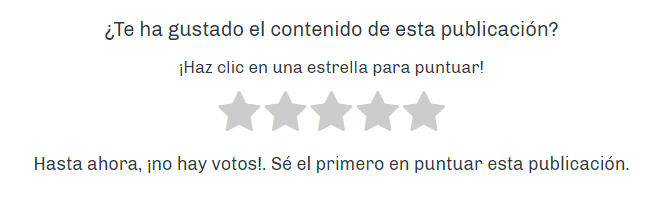 ¿Te ha gustado el contenido de esta publicación?
¡Haz clic en una estrella para puntuar!
Hasta ahora, ¡no hay votos!. Sé el primero en puntuar esta publicación.